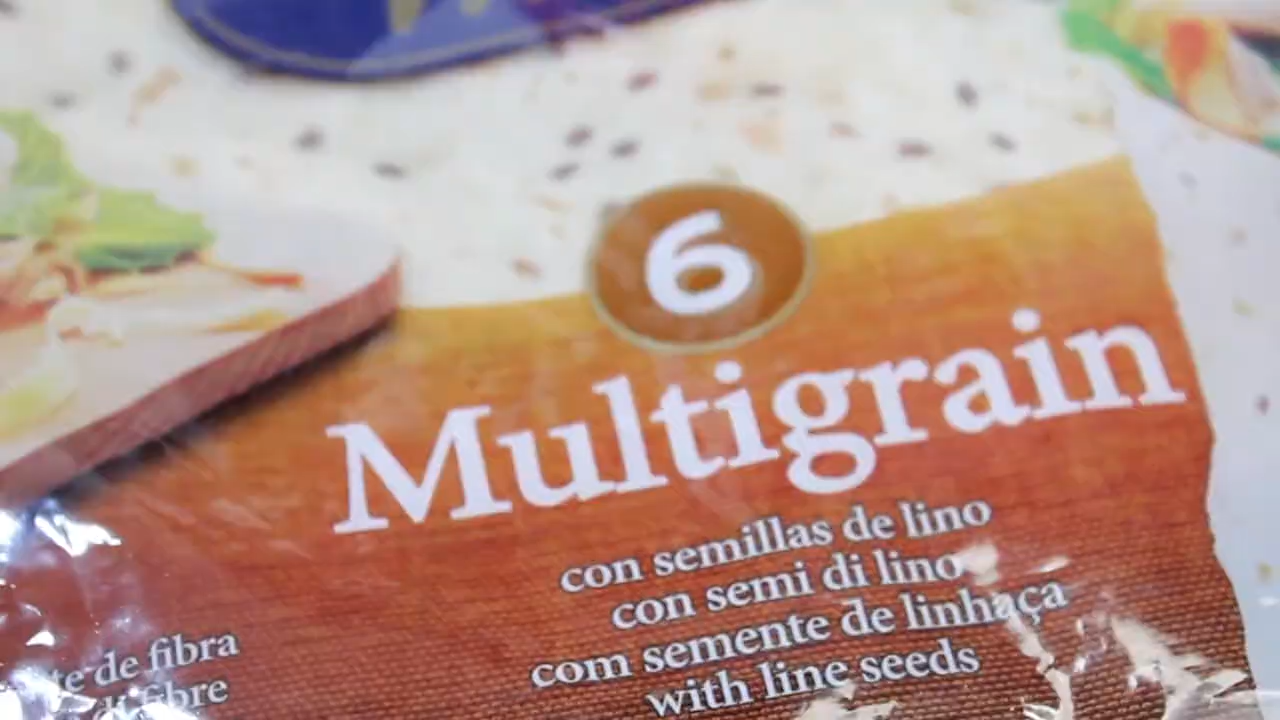 6
Multigrain
con semillas de lino
con semi di lino
com semente de linhaça
with line seeds
de fibra
fibre